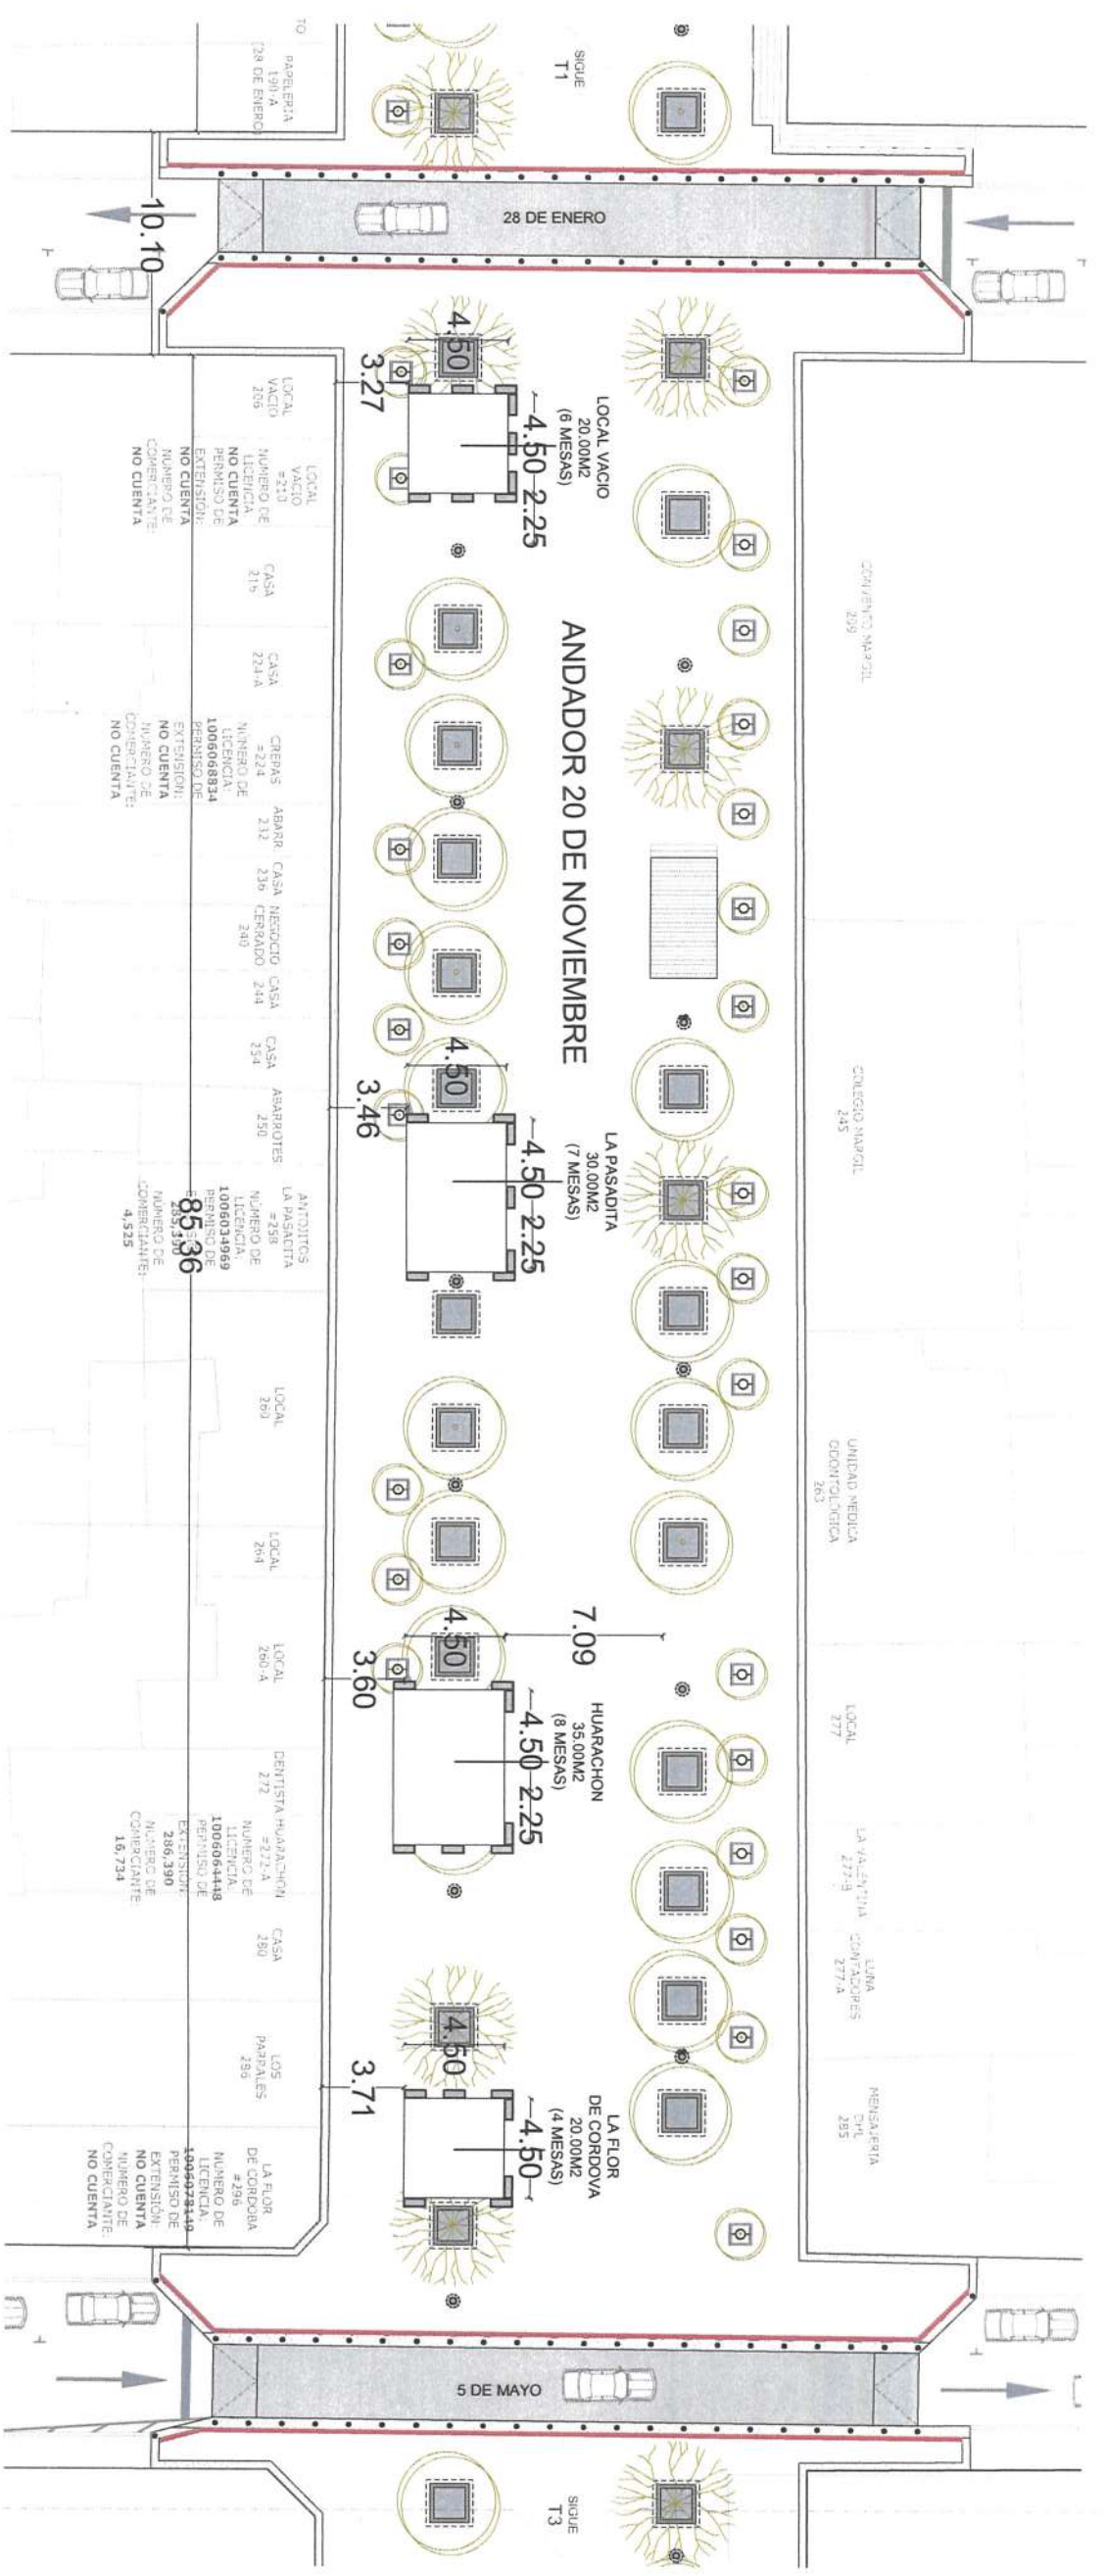 TO
PAPELERIA
190-A
(28 DE ENERO)
SIGUE
T1
28 DE ENERO
10.10
4.50
3.27
LOCAL VACIO
20.00M2
(6 MESAS)
4.50 2.25
LOCAL
VACIO
206
LOCAL
VACIO
#210
NUMERO DE
LICENCIA:
NO CUENTA
PERMISO DE
EXTENSIÓN:
NO CUENTA
NUMERO DE
COMERCIANTE:
NO CUENTA
CASA
216
CASA
224-A
CREPAS
#224
NUMERO DE
LICENCIA:
1006068834
PERMISO DE
EXTENSIÓN:
NO CUENTA
NUMERO DE
COMERCIANTE:
NO CUENTA
ABARR
232
CASA
236
NEGOCIO
CERRADO
240
CASA
244
CASA
254
ABARROTES
250
ANDADOR 20 DE NOVIEMBRE
CONVENTO MARGIL
209
COLEGIO MARGIL
245
4.50
3.46
LA PASADITA
30.00M2
(7 MESAS)
4.50 2.25
ANTOJITOS
LA PASADITA
#258
NUMERO DE
LICENCIA:
1006034969
PERMISO DE
285,390
NUMERO DE
COMERCIANTE:
4,525
85.36
LOCAL
260
LOCAL
264
LOCAL
260-A
UNIDAD MEDICA
ODONTOLOGICA
263
4.50
3.60
7.09
HUARACHON
35.00M2
(8 MESAS)
4.50 2.25
DENTISTA
272
HUARACHON
#272-A
NUMERO DE
LICENCIA:
1006064448
PERMISO DE
EXTENSIÓN:
286,390
NUMERO DE
COMERCIANTE:
16,734
CASA
280
LOS
PARRALES
286
LOCAL
277
LA VALENTINA
277-B
LUNA
CONTADORES
277-A
MENSAJERIA
DHL
285
4.50
3.71
LA FLOR
DE CORDOVA
20.00M2
(4 MESAS)
4.50
LA FLOR
DE CORDOBA
#296
NUMERO DE
LICENCIA:
1006078149
PERMISO DE
EXTENSIÓN:
NO CUENTA
NUMERO DE
COMERCIANTE:
NO CUENTA
5 DE MAYO
SIGUE
T3